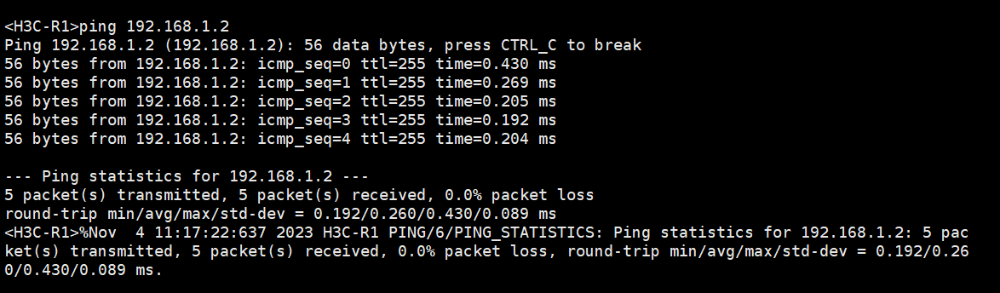 <H3C-R1>ping 192.168.1.2
Ping 192.168.1.2 (192.168.1.2): 56 data bytes, press CTRL_C to break
56 bytes from 192.168.1.2: icmp_seq=0 ttl=255 time=0.430 ms
56 bytes from 192.168.1.2: icmp_seq=1 ttl=255 time=0.269 ms
56 bytes from 192.168.1.2: icmp_seq=2 ttl=255 time=0.205 ms
56 bytes from 192.168.1.2: icmp_seq=3 ttl=255 time=0.192 ms
56 bytes from 192.168.1.2: icmp_seq=4 ttl=255 time=0.204 ms

--- Ping statistics for 192.168.1.2 ---
5 packet(s) transmitted, 5 packet(s) received, 0.0% packet loss
round-trip min/avg/max/std-dev = 0.192/0.260/0.430/0.089 ms
<H3C-R1>%Nov  4 11:17:22:637 2023 H3C-R1 PING/6/PING_STATISTICS: Ping statistics for 192.168.1.2: 5 pac
ket(s) transmitted, 5 packet(s) received, 0.0% packet loss, round-trip min/avg/max/std-dev = 0.192/0.26
0/0.430/0.089 ms.